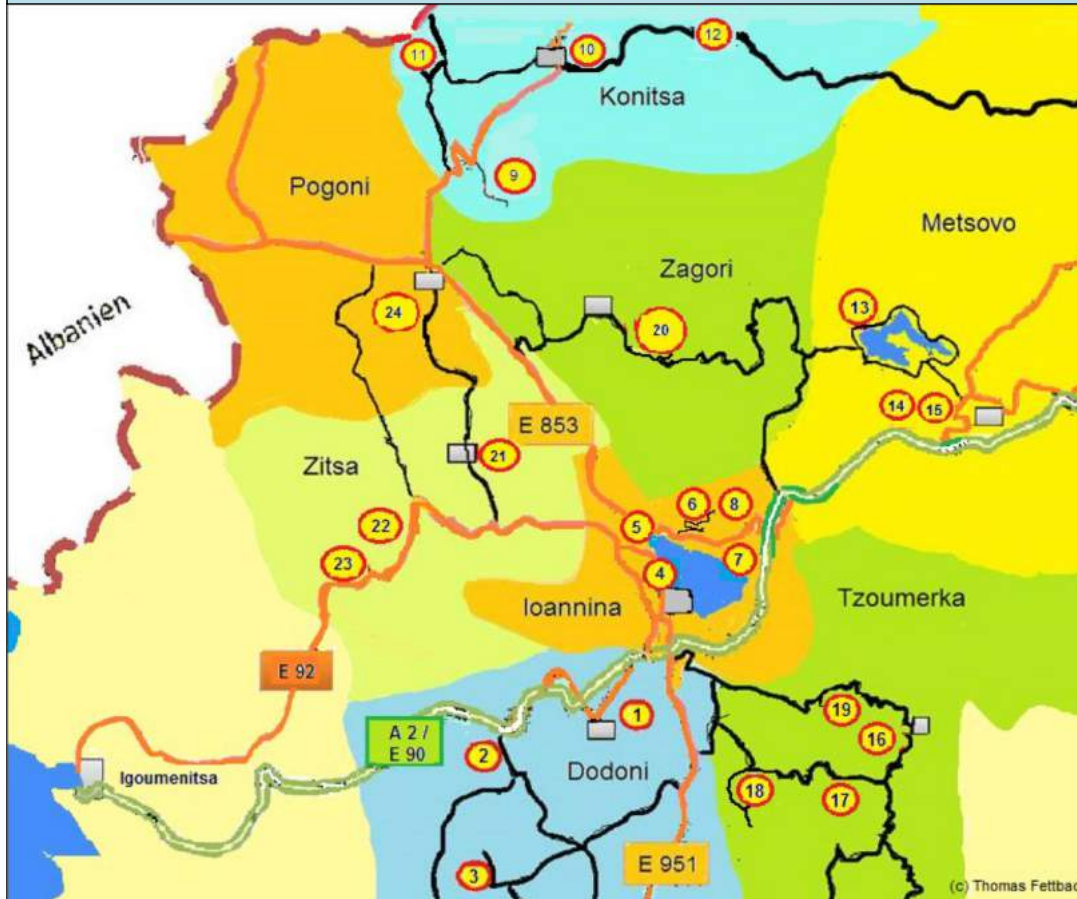 11
10
12
Konitsa
9
Pogoni
Metsovo
Zagori
13
24
20
Albanien
14
15
E 853
21
Zitsa
6
8
22
5
23
4
7
Ioannina
Tzoumerka
E 92
1
19
A 2 /
E 90
2
16
Igoumenitsa
Dodoni
18
17
E 951
3
(c) Thomas Fettbac